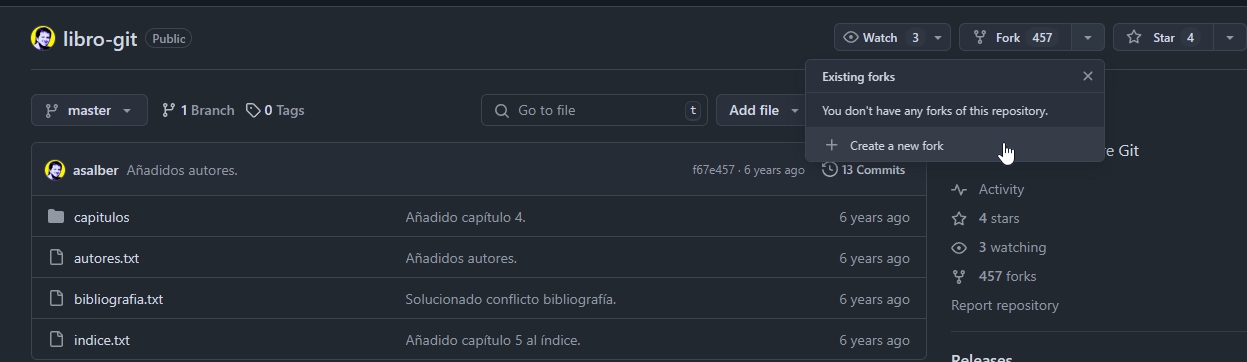 libro-git Public
Watch 3
Fork 457
Star 4
Existing forks
You don't have any forks of this repository.
Create a new fork
master
1 Branch
0 Tags
Go to file
t
Add file
re Git
asalber Añadidos autores.
f67e457 · 6 years ago
13 Commits
capitulos Añadido capítulo 4. 6 years ago
autores.txt Añadidos autores. 6 years ago
bibliografia.txt Solucionado conflicto bibliografía. 6 years ago
indice.txt Añadido capítulo 5 al índice. 6 years ago
Activity
4 stars
3 watching
457 forks
Report repository
Releases